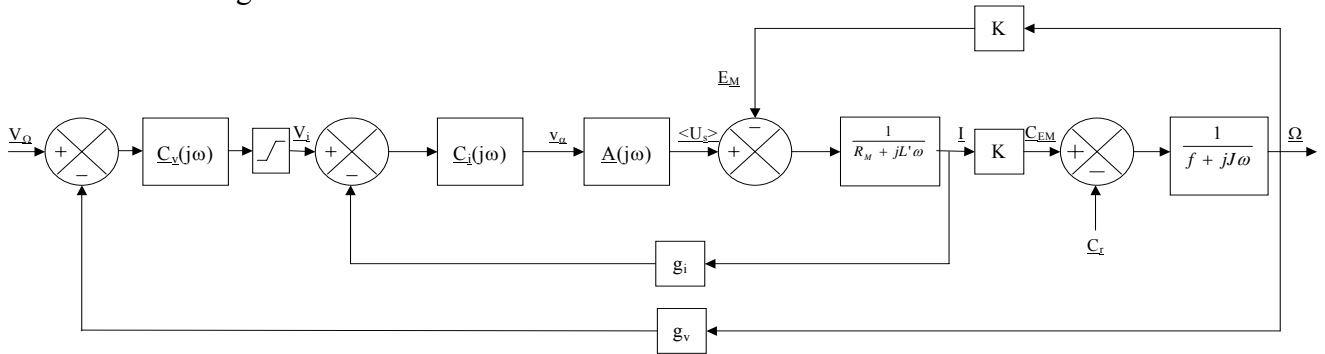 K
E_M
V_Ω
+
−
C_v(jω)
V_i
+
−
C_i(jω)
v_α
A(jω)
<U_s>
+
−
1
R_M + jL'ω
I
K
C_EM
+
−
1
f + jJω
Ω
C_r
g_i
g_v